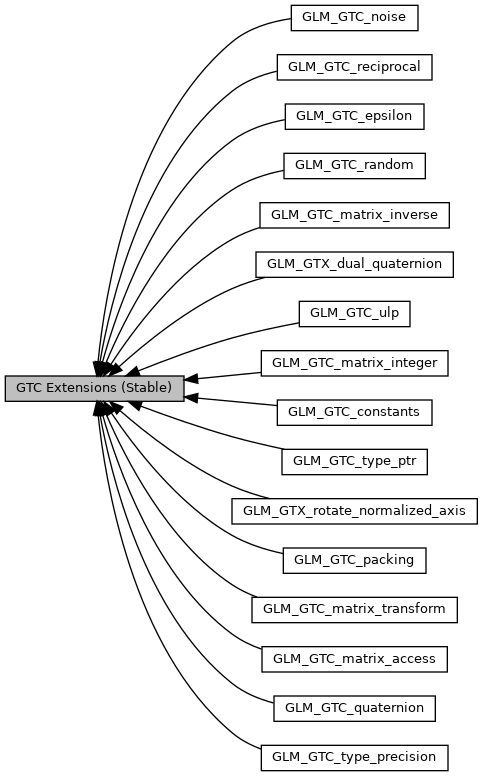 GLM_GTC_noise
GLM_GTC_reciprocal
GLM_GTC_epsilon
GLM_GTC_random
GLM_GTC_matrix_inverse
GLM_GTX_dual_quaternion
GLM_GTC_ulp
GLM_GTC_matrix_integer
GTC Extensions (Stable)
GLM_GTC_constants
GLM_GTC_type_ptr
GLM_GTX_rotate_normalized_axis
GLM_GTC_packing
GLM_GTC_matrix_transform
GLM_GTC_matrix_access
GLM_GTC_quaternion
GLM_GTC_type_precision